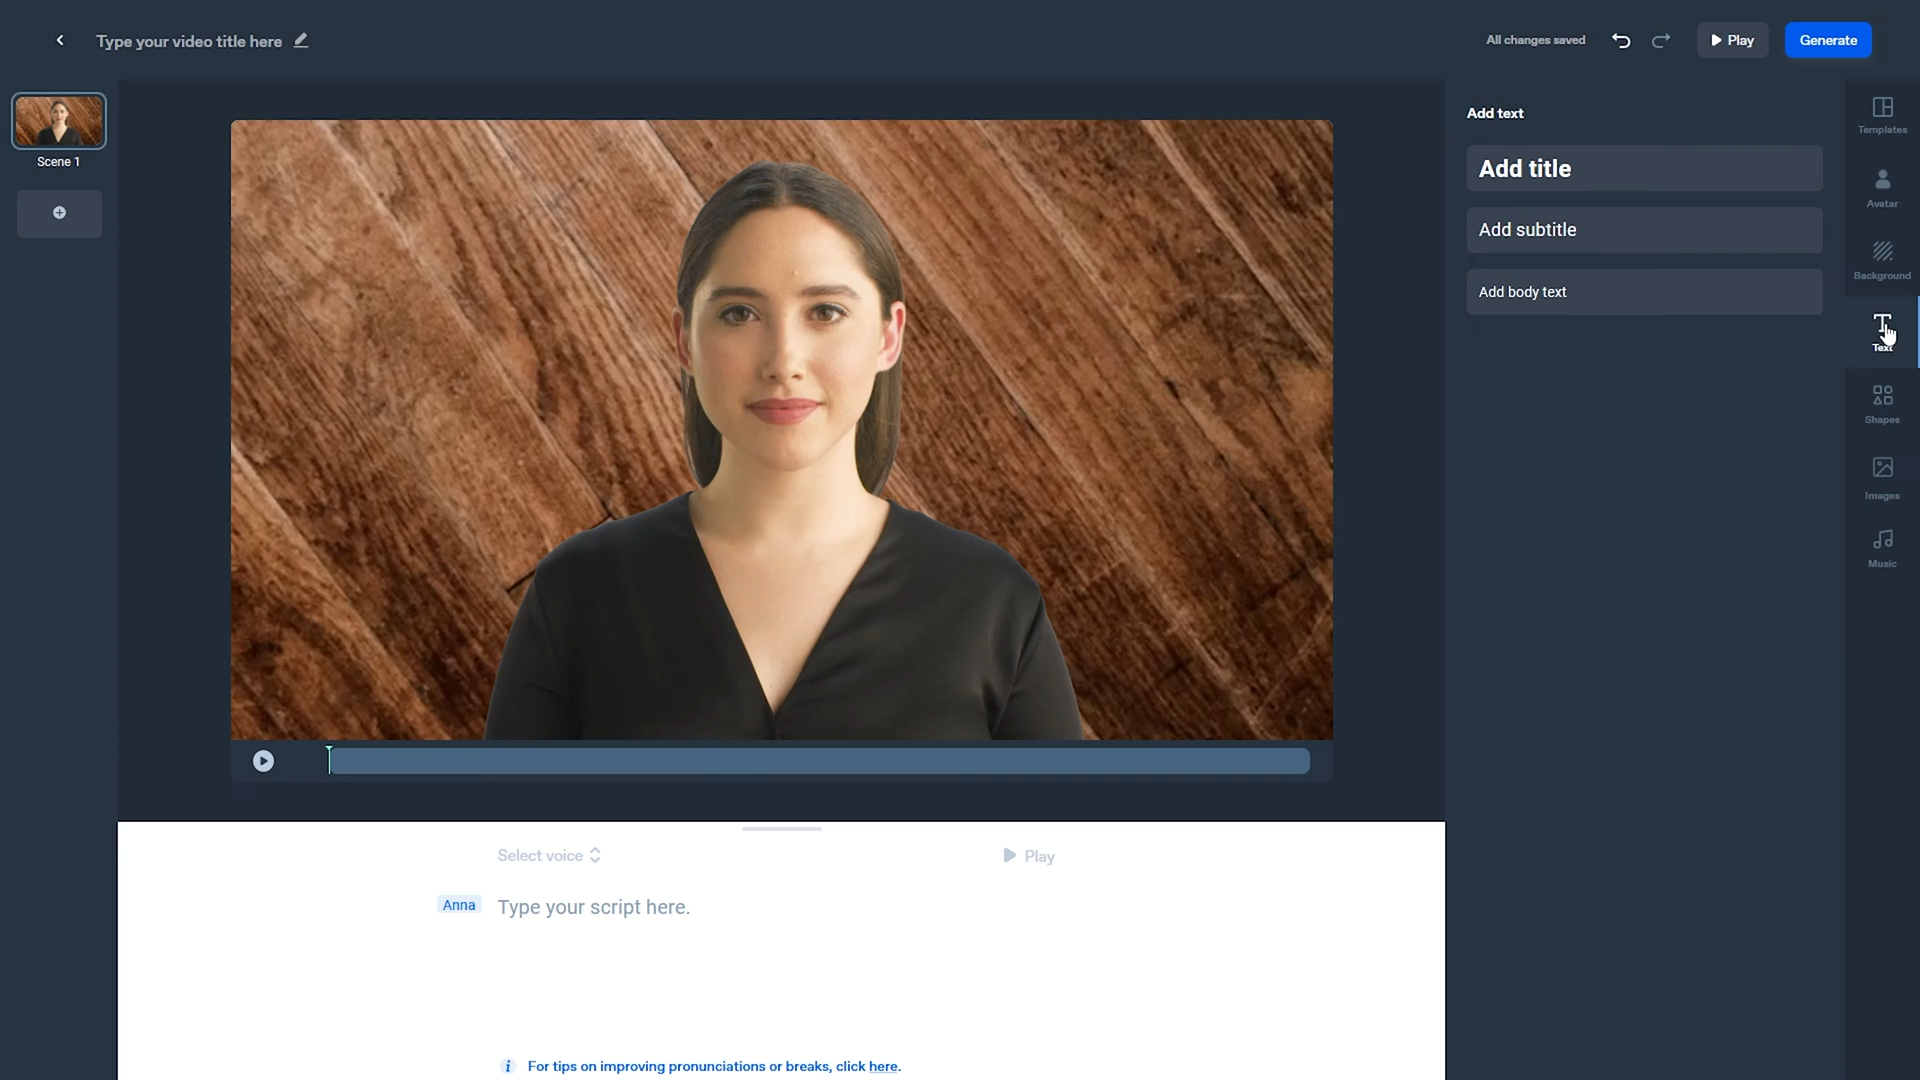 Type your video title here
All changes saved
Play
Generate
Scene 1
Add text
Add title
Add subtitle
Add body text
Templates
Avatar
Background
Text
Shapes
Images
Music
Select voice
Play
Anna
Type your script here.
i
For tips on improving pronunciations or breaks, click here.